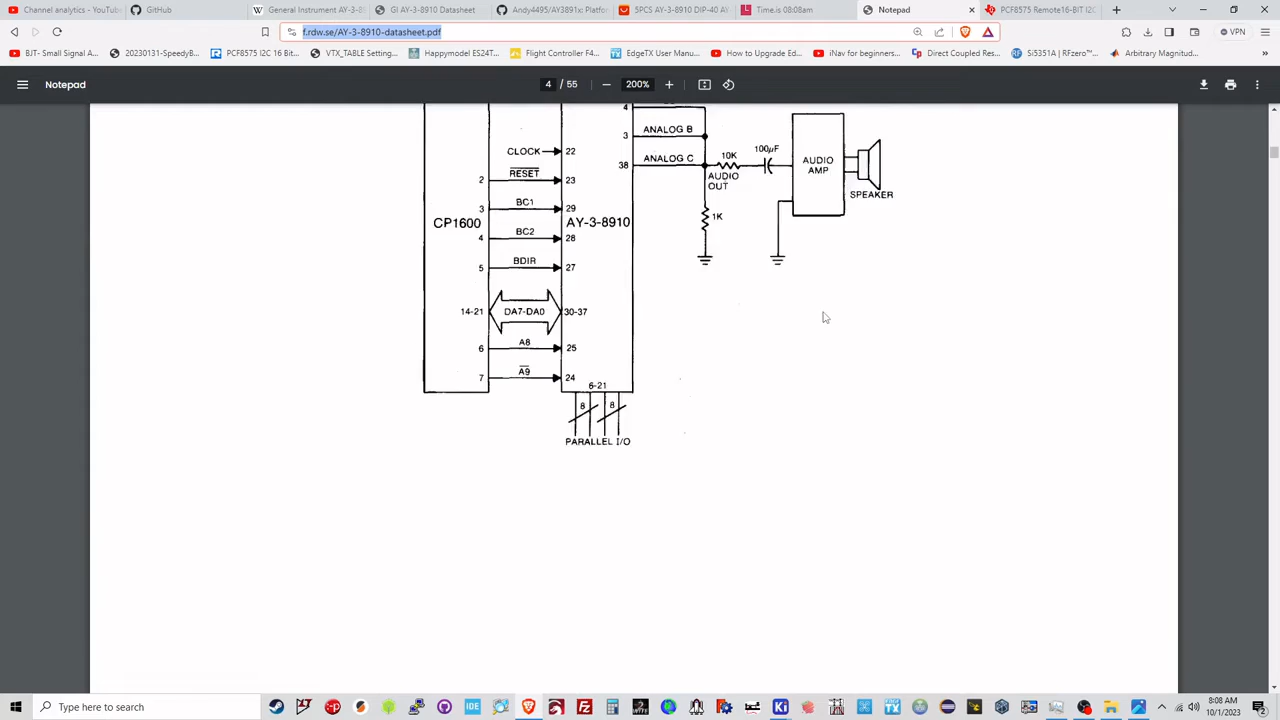 Channel analytics - YouTub
GitHub
General Instrument AY-3-8
GI AY-3-8910 Datasheet
Andy4495/AY3891x: Platfo
5PCS AY-3-8910 DIP-40 AY
Time.is 08:08am
Notepad
PCF8575 Remote16-BIT I2C
f.rdw.se/AY-3-8910-datasheet.pdf
VPN
BJT- Small Signal A...
20230131-SpeedyB...
PCF8575 I2C 16 Bit...
VTX_TABLE Setting...
Happymodel ES24T...
Flight Controller F4...
EdgeTX User Manu...
How to Upgrade Ed...
iNav for beginners...
Direct Coupled Res...
Si5351A | RFzero™...
Arbitrary Magnitud...
Notepad
4 / 55
200%
4
3
ANALOG B
38
ANALOG C
10K
100µF
AUDIO OUT
AUDIO AMP
SPEAKER
1K
CLOCK
22
2
RESET
23
3
BC1
29
CP1600
AY-3-8910
4
BC2
28
5
BDIR
27
14-21
DA7-DA0
30-37
6
A8
25
7
A9
24
6-21
8
8
PARALLEL I/O
Type here to search
IDE
8:08 AM
10/1/2023